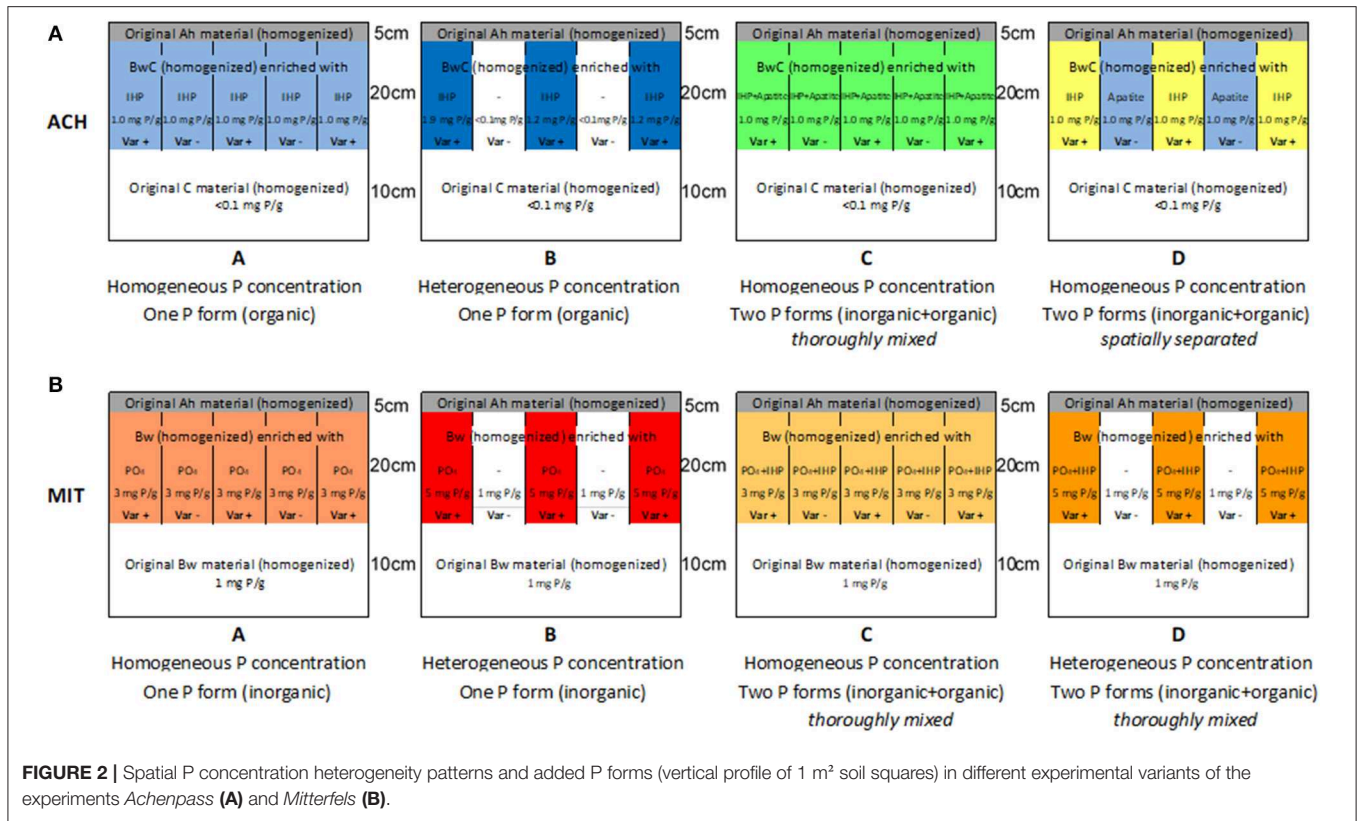 A
ACH
Original Ah material (homogenized)
5cm
BwC (homogenized) enriched with
IHP IHP IHP IHP IHP
20cm
1.0 mg P/g 1.0 mg P/g 1.0 mg P/g 1.0 mg P/g 1.0 mg P/g
Var + Var - Var + Var - Var +
Original C material (homogenized)
10cm
<0.1 mg P/g
A
Homogeneous P concentration
One P form (organic)
Original Ah material (homogenized)
5cm
BwC (homogenized) enriched with
IHP - IHP - IHP
20cm
1.9 mg P/g <0.1mg P/g 1.2 mg P/g <0.1mg P/g 1.2 mg P/g
Var + Var - Var + Var - Var +
Original C material (homogenized)
10cm
<0.1 mg P/g
B
Heterogeneous P concentration
One P form (organic)
Original Ah material (homogenized)
5cm
BwC (homogenized) enriched with
IHP+Apatite IHP+Apatite IHP+Apatite IHP+Apatite IHP+Apatite
20cm
1.0 mg P/g 1.0 mg P/g 1.0 mg P/g 1.0 mg P/g 1.0 mg P/g
Var + Var - Var + Var - Var +
Original C material (homogenized)
10cm
<0.1 mg P/g
C
Homogeneous P concentration
Two P forms (inorganic+organic)
thoroughly mixed
Original Ah material (homogenized)
BwC (homogenized) enriched with
IHP Apatite IHP Apatite IHP
1.0 mg P/g 1.0 mg P/g 1.0 mg P/g 1.0 mg P/g 1.0 mg P/g
Var + Var - Var + Var - Var +
Original C material (homogenized)
<0.1 mg P/g
D
Homogeneous P concentration
Two P forms (inorganic+organic)
spatially separated
B
MIT
Original Ah material (homogenized)
5cm
Bw (homogenized) enriched with
PO₄ PO₄ PO₄ PO₄ PO₄
20cm
3 mg P/g 3 mg P/g 3 mg P/g 3 mg P/g 3 mg P/g
Var + Var - Var + Var - Var +
Original Bw material (homogenized)
10cm
1 mg P/g
A
Homogeneous P concentration
One P form (inorganic)
Original Ah material (homogenized)
5cm
Bw (homogenized) enriched with
PO₄ - PO₄ - PO₄
20cm
5 mg P/g 1 mg P/g 5 mg P/g 1 mg P/g 5 mg P/g
Var + Var - Var + Var - Var +
Original Bw material (homogenized)
10cm
1 mg P/g
B
Heterogeneous P concentration
One P form (inorganic)
Original Ah material (homogenized)
5cm
Bw (homogenized) enriched with
PO₄+IHP PO₄+IHP PO₄+IHP PO₄+IHP PO₄+IHP
20cm
3 mg P/g 3 mg P/g 3 mg P/g 3 mg P/g 3 mg P/g
Var + Var - Var + Var - Var +
Original Bw material (homogenized)
10cm
1 mg P/g
C
Homogeneous P concentration
Two P forms (inorganic+organic)
thoroughly mixed
Original Ah material (homogenized)
Bw (homogenized) enriched with
PO₄+IHP - PO₄+IHP - PO₄+IHP
5 mg P/g 1 mg P/g 5 mg P/g 1 mg P/g 5 mg P/g
Var + Var - Var + Var - Var +
Original Bw material (homogenized)
1 mg P/g
D
Heterogeneous P concentration
Two P forms (inorganic+organic)
thoroughly mixed
FIGURE 2 | Spatial P concentration heterogeneity patterns and added P forms (vertical profile of 1 m² soil squares) in different experimental variants of the
experiments Achenpass (A) and Mitterfels (B).